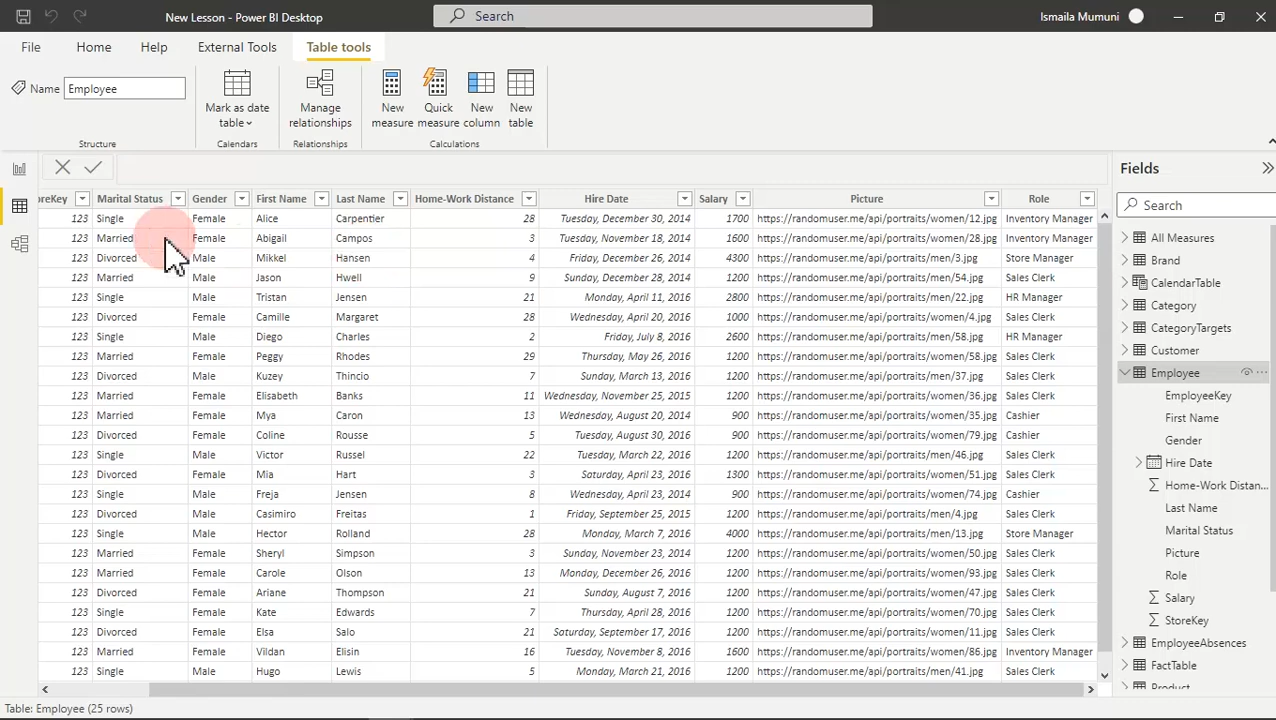 New Lesson - Power BI Desktop
Search
Ismaila Mumuni
File
Home
Help
External Tools
Table tools
Name
Employee
Mark as date
table
Manage
relationships
New
measure
Quick
measure
New
column
New
table
Structure
Calendars
Relationships
Calculations
oreKey Marital Status Gender First Name Last Name Home-Work Distance Hire Date Salary Picture Role
123 Single Female Alice Carpentier 28 Tuesday, December 30, 2014 1700 https://randomuser.me/api/portraits/women/12.jpg Inventory Manager
123 Married Female Abigail Campos 3 Tuesday, November 18, 2014 1600 https://randomuser.me/api/portraits/women/28.jpg Inventory Manager
123 Divorced Male Mikkel Hansen 4 Friday, December 26, 2014 4300 https://randomuser.me/api/portraits/men/3.jpg Store Manager
123 Married Male Jason Hwell 9 Sunday, December 28, 2014 1200 https://randomuser.me/api/portraits/men/54.jpg Sales Clerk
123 Single Male Tristan Jensen 21 Monday, April 11, 2016 2800 https://randomuser.me/api/portraits/men/22.jpg HR Manager
123 Divorced Female Camille Margaret 28 Wednesday, April 20, 2016 1000 https://randomuser.me/api/portraits/women/4.jpg Sales Clerk
123 Single Male Diego Charles 2 Friday, July 8, 2016 2600 https://randomuser.me/api/portraits/men/58.jpg HR Manager
123 Married Female Peggy Rhodes 29 Thursday, May 26, 2016 1200 https://randomuser.me/api/portraits/women/58.jpg Sales Clerk
123 Divorced Male Kuzey Thincio 7 Sunday, March 13, 2016 1200 https://randomuser.me/api/portraits/men/37.jpg Sales Clerk
123 Married Female Elisabeth Banks 11 Wednesday, November 25, 2015 1200 https://randomuser.me/api/portraits/women/36.jpg Sales Clerk
123 Married Female Mya Caron 13 Wednesday, August 20, 2014 900 https://randomuser.me/api/portraits/women/35.jpg Cashier
123 Divorced Female Coline Rousse 5 Tuesday, August 30, 2016 900 https://randomuser.me/api/portraits/women/79.jpg Cashier
123 Single Male Victor Russel 22 Tuesday, March 22, 2016 1200 https://randomuser.me/api/portraits/men/46.jpg Sales Clerk
123 Divorced Female Mia Hart 3 Saturday, April 23, 2016 1300 https://randomuser.me/api/portraits/women/51.jpg Sales Clerk
123 Single Male Freja Jensen 8 Wednesday, April 23, 2014 900 https://randomuser.me/api/portraits/women/74.jpg Cashier
123 Divorced Male Casimiro Freitas 1 Friday, September 25, 2015 1200 https://randomuser.me/api/portraits/men/4.jpg Sales Clerk
123 Single Male Hector Rolland 28 Monday, March 7, 2016 4000 https://randomuser.me/api/portraits/men/13.jpg Store Manager
123 Married Female Sheryl Simpson 3 Sunday, November 23, 2014 1200 https://randomuser.me/api/portraits/women/50.jpg Sales Clerk
123 Married Female Carole Olson 13 Monday, December 26, 2016 1200 https://randomuser.me/api/portraits/women/93.jpg Sales Clerk
123 Divorced Female Ariane Thompson 21 Sunday, August 7, 2016 1200 https://randomuser.me/api/portraits/women/47.jpg Sales Clerk
123 Single Female Kate Edwards 7 Thursday, April 28, 2016 1200 https://randomuser.me/api/portraits/women/70.jpg Sales Clerk
123 Divorced Female Elsa Salo 21 Saturday, September 17, 2016 1200 https://randomuser.me/api/portraits/women/11.jpg Sales Clerk
123 Married Female Vildan Elisin 16 Tuesday, November 8, 2016 1600 https://randomuser.me/api/portraits/women/86.jpg Inventory Manager
123 Single Male Hugo Lewis 5 Monday, March 21, 2016 1200 https://randomuser.me/api/portraits/men/41.jpg Sales Clerk
Fields
Search
All Measures
Brand
CalendarTable
Category
CategoryTargets
Customer
Employee
EmployeeKey
First Name
Gender
Hire Date
Home-Work Distan...
Last Name
Marital Status
Picture
Role
Salary
StoreKey
EmployeeAbsences
FactTable
Product
Table: Employee (25 rows)